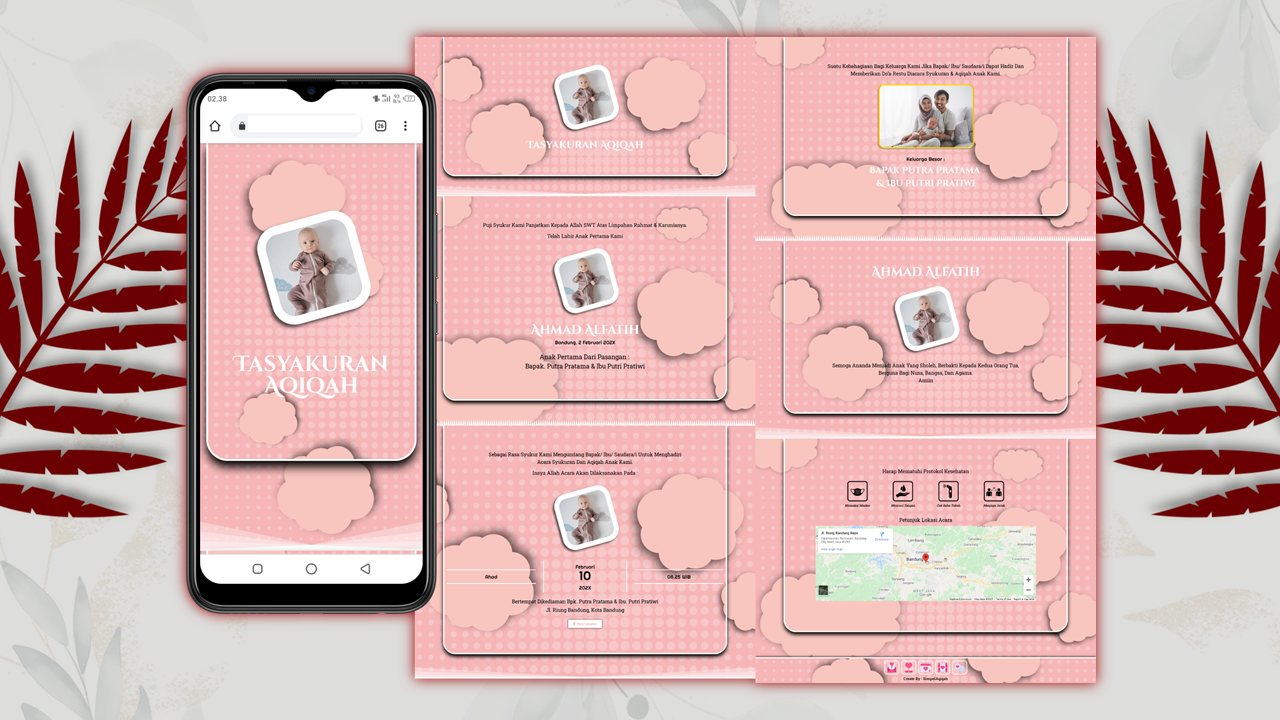 02.38
26
TASYAKURAN
AQIQAH
TASYAKURAN AQIQAH
Puji Syukur Kami Panjatkan Kepada Allah SWT Atas Limpahan Rahmat & Karunianya.
Telah Lahir Anak Pertama Kami
AHMAD ALFATIH
Bandung, 2 Februari 202X
Anak Pertama Dari Pasangan :
Bapak. Putra Pratama & Ibu Putri Pratiwi
Sebagai Rasa Syukur Kami Mengundang Bapak/ Ibu/ Saudara/i Untuk Menghadiri
Acara Syukuran Dan Aqiqah Anak Kami.
Insya Allah Acara Akan Dilaksanakan Pada :
Ahad
Februari
10
202X
08.25 WIB
Bertempat Dikediaman Bpk. Putra Pratama & Ibu. Putri Pratiwi
Jl. Riung Bandung, Kota Bandung
Suatu Kebahagiaan Bagi Keluarga Kami Jika Bapak/ Ibu/ Saudara/i Dapat Hadir Dan
Memberikan Do'a Restu Diacara Syukuran & Aqiqah Anak Kami.
Keluarga Besar :
BAPAK PUTRA PRATAMA
& IBU PUTRI PRATIWI
AHMAD ALFATIH
Semoga Ananda Menjadi Anak Yang Sholeh, Berbakti Kepada Kedua Orang Tua,
Berguna Bagi Nusa, Bangsa, Dan Agama.
Amiin
Harap Mematuhi Protokol Kesehatan
Petunjuk Lokasi Acara
Jl. Riung Bandung Raya
Bandung